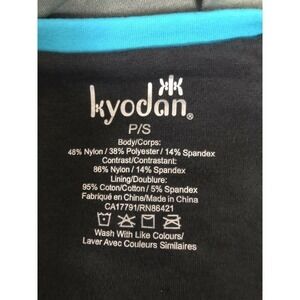 kyodan®
P/S
Body/Corps:
48% Nylon / 38% Polyester / 14% Spandex
Contrast/Contrastant:
86% Nylon / 14% Spandex
Lining/Doublure:
95% Coton/Cotton / 5% Spandex
Fabriqué en Chine/Made in China
CA17791/RN86421
Wash With Like Colours/
Laver Avec Couleurs Similaires